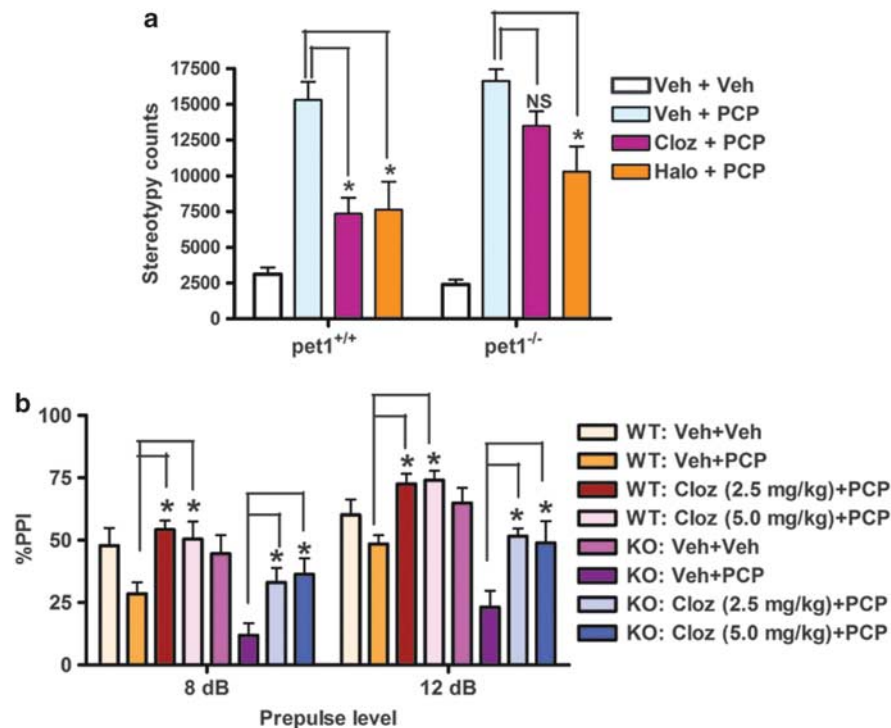 a
17500
15000
12500
10000
7500
5000
2500
0
Stereotypy counts
* *
NS
*
pet1+/+ pet1-/-
Veh + Veh
Veh + PCP
Cloz + PCP
Halo + PCP
b
100
75
50
25
0
%PPI
* * * * * * * *
8 dB 12 dB
Prepulse level
WT: Veh+Veh
WT: Veh+PCP
WT: Cloz (2.5 mg/kg)+PCP
WT: Cloz (5.0 mg/kg)+PCP
KO: Veh+Veh
KO: Veh+PCP
KO: Cloz (2.5 mg/kg)+PCP
KO: Cloz (5.0 mg/kg)+PCP